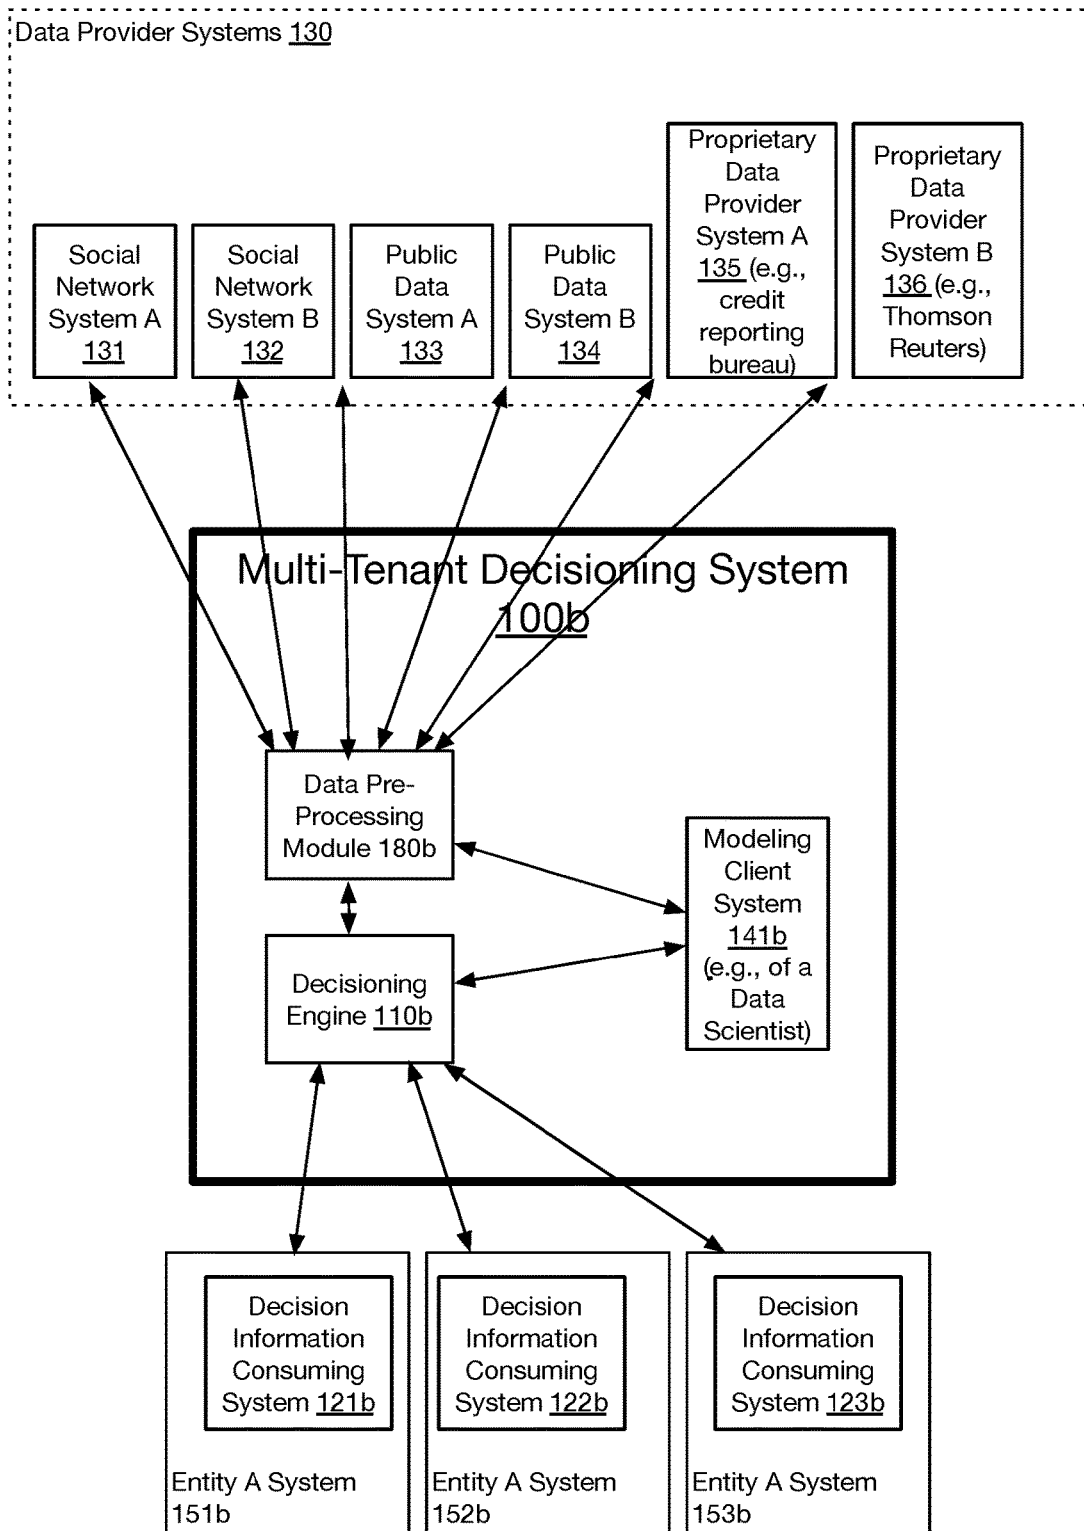 Data Provider Systems 130
Social
Network
System A
131
Social
Network
System B
132
Public
Data
System A
133
Public
Data
System B
134
Proprietary
Data
Provider
System A
135 (e.g.,
credit
reporting
bureau)
Proprietary
Data
Provider
System B
136 (e.g.,
Thomson
Reuters)
Multi-Tenant Decisioning System
100b
Data Pre-
Processing
Module 180b
Modeling
Client
System
141b
(e.g., of a
Data
Scientist)
Decisioning
Engine 110b
Decision
Information
Consuming
System 121b
Entity A System
151b
Decision
Information
Consuming
System 122b
Entity A System
152b
Decision
Information
Consuming
System 123b
Entity A System
153b